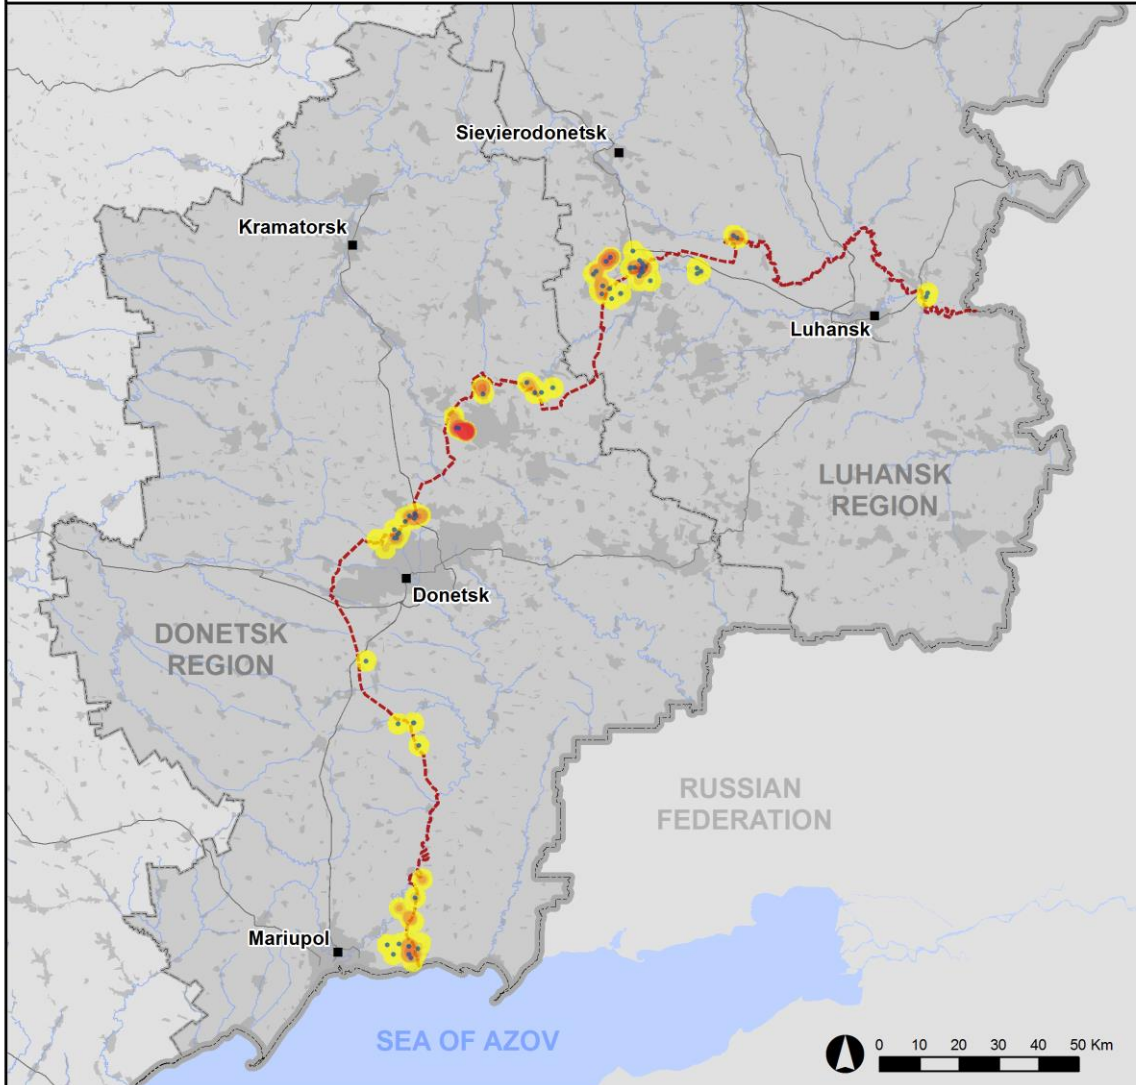 Sievierodonetsk
Kramatorsk
Luhansk
LUHANSK
REGION
Donetsk
DONETSK
REGION
RUSSIAN
FEDERATION
Mariupol
SEA OF AZOV
0 10 20 30 40 50 Km